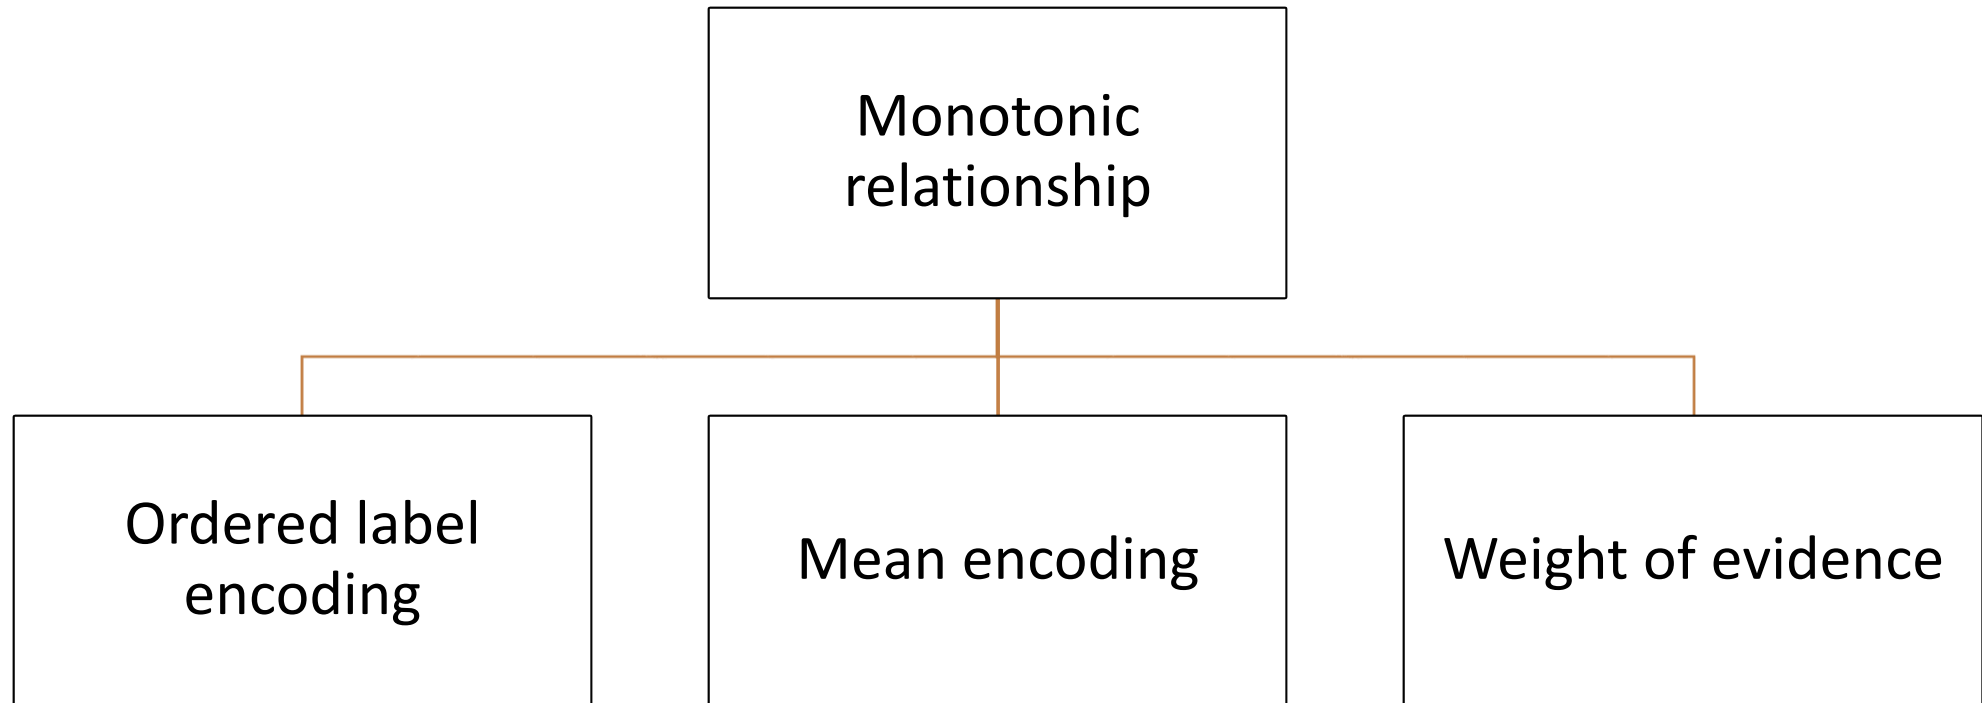 Monotonic
relationship
Ordered label
encoding
Mean encoding
Weight of evidence